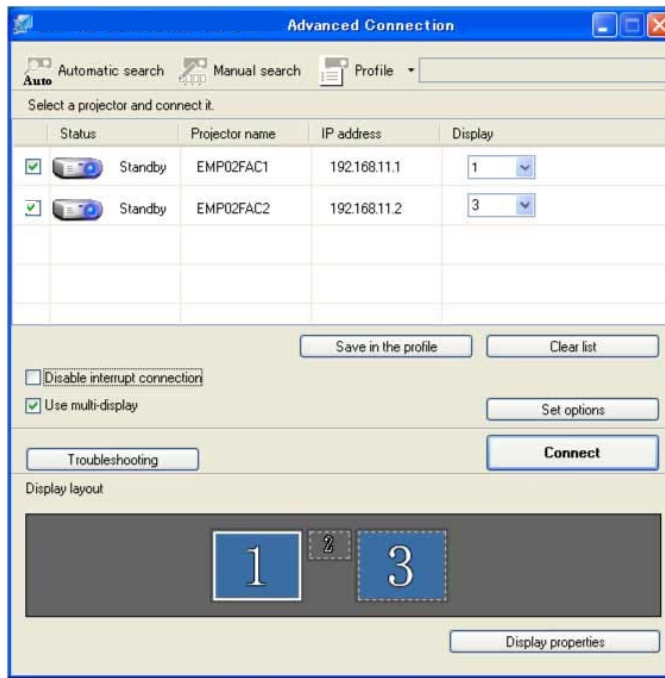 Advanced Connection
Auto Automatic search Manual search Profile
Select a projector and connect it.
Status Projector name IP address Display
Standby EMP02FAC1 192.168.11.1 1
Standby EMP02FAC2 192.168.11.2 3
Save in the profile Clear list
Disable interrupt connection
Use multi-display Set options
Troubleshooting Connect
Display layout
1 2 3
Display properties